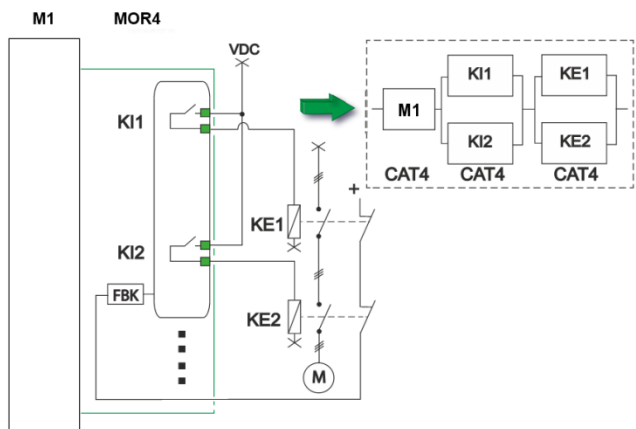 M1 MOR4
VDC
KI1
KI2
FBK
KE1
KE2
M
+
M1
KI1
KI2
KE1
KE2
CAT4 CAT4 CAT4